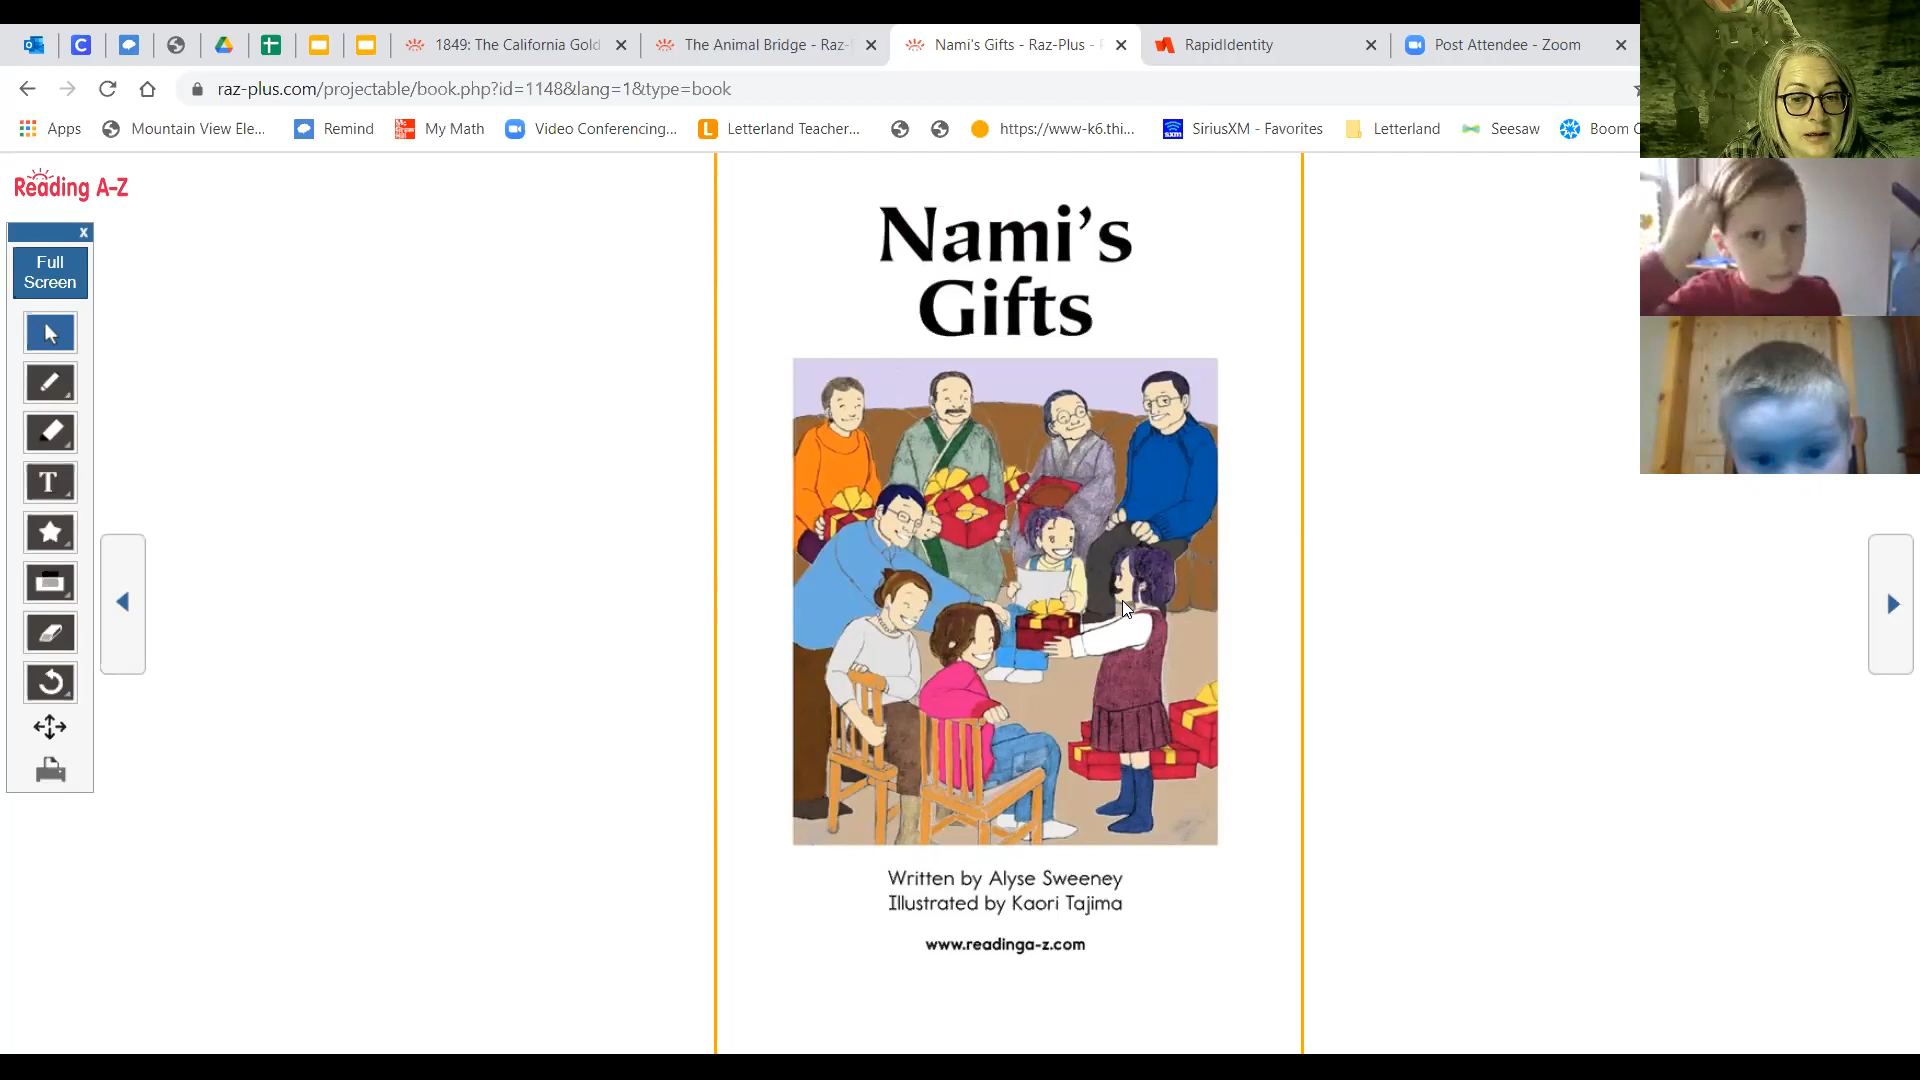 1849: The California Gold
The Animal Bridge - Raz-
Nami's Gifts - Raz-Plus -
RapidIdentity
Post Attendee - Zoom
raz-plus.com/projectable/book.php?id=1148&lang=1&type=book
Apps
Mountain View Ele...
Remind
My Math
Video Conferencing...
L
Letterland Teacher...
https://www-k6.thi...
SiriusXM - Favorites
Letterland
Seesaw
Boom
Reading A-Z
x
Full
Screen
T
Nami's
Gifts
Written by Alyse Sweeney
Illustrated by Kaori Tajima
www.readinga-z.com